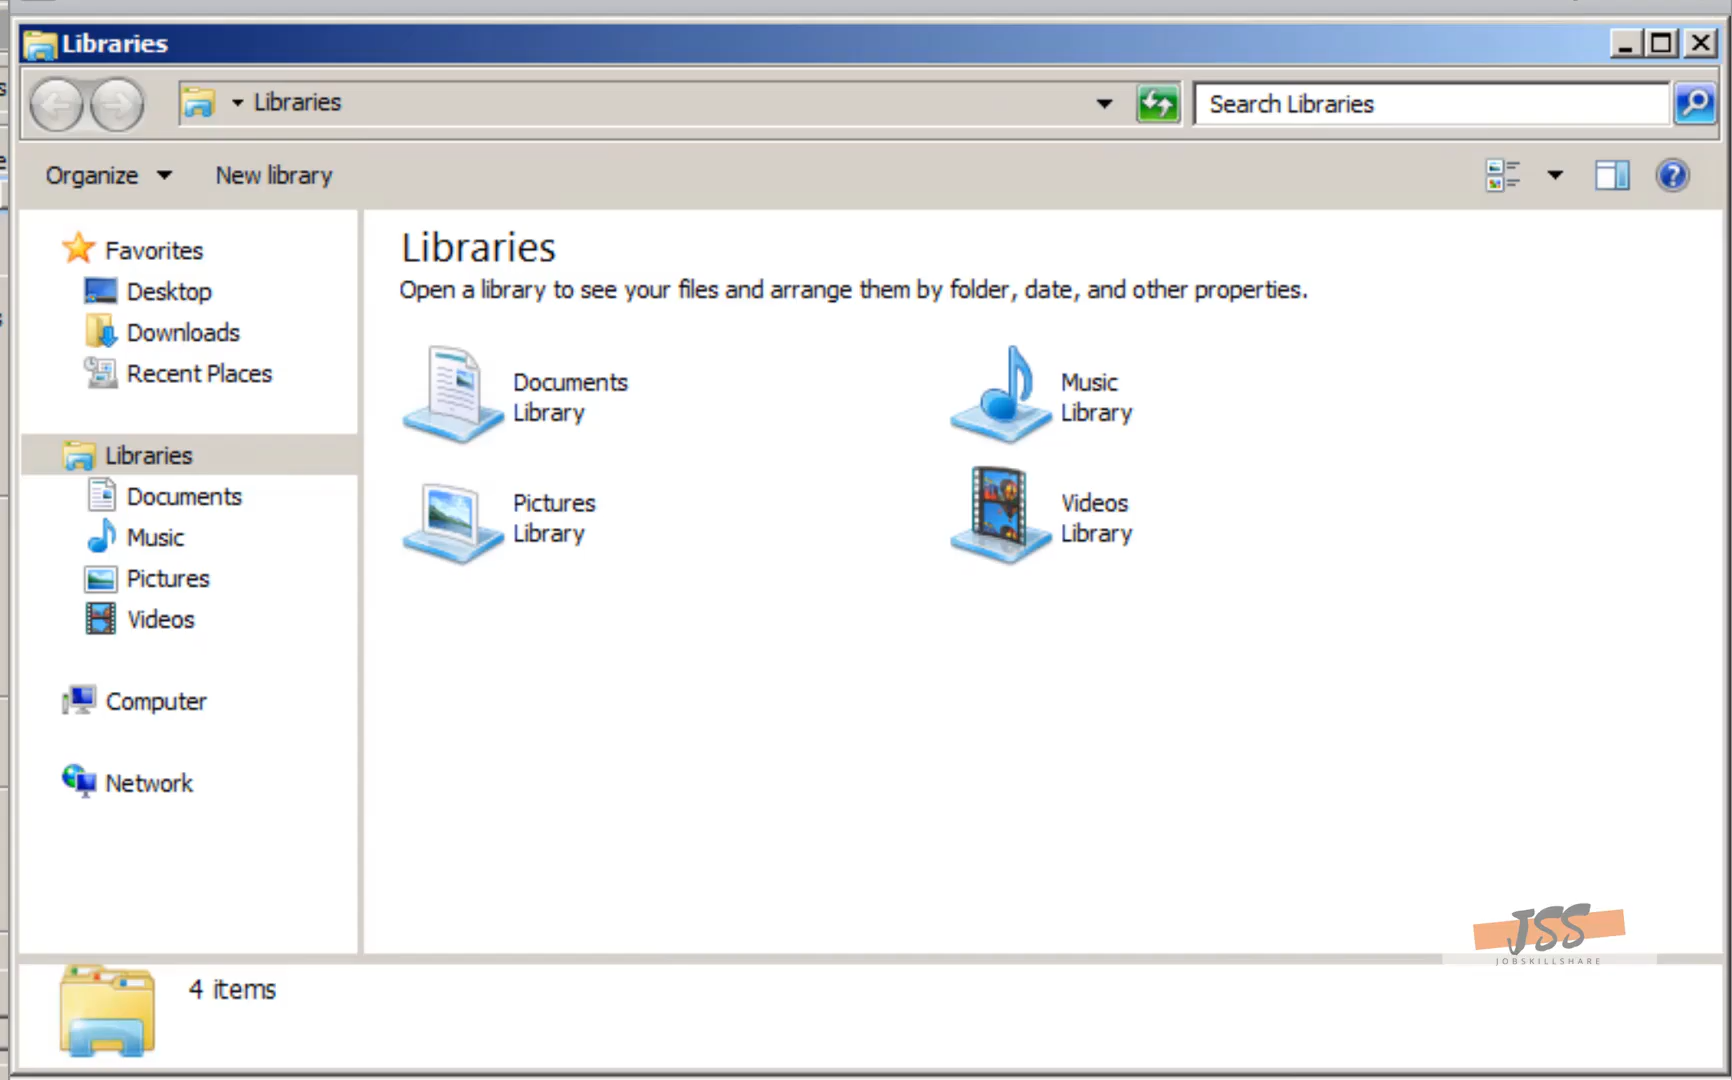 Libraries
Libraries
Search Libraries
Organize
New library
Favorites
Desktop
Downloads
Recent Places
Libraries
Documents
Music
Pictures
Videos
Computer
Network
Libraries
Open a library to see your files and arrange them by folder, date, and other properties.
Documents
Library
Music
Library
Pictures
Library
Videos
Library
4 items
JSS
JOBSKILLSHARE